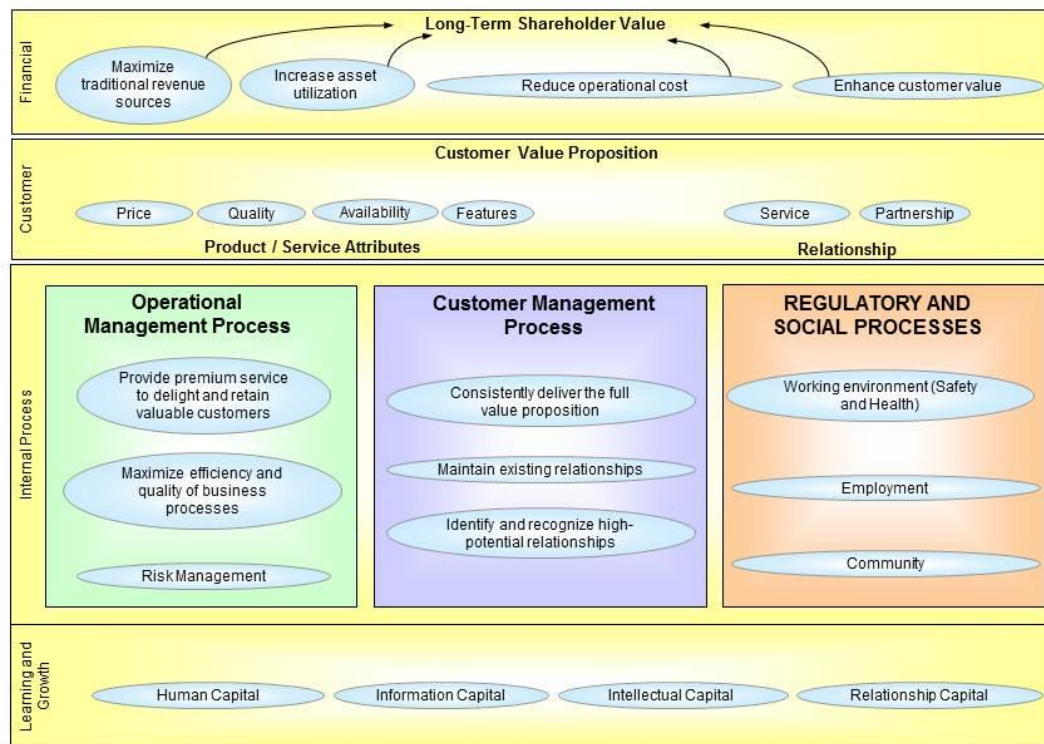 Financial
Long-Term Shareholder Value
Maximize
traditional revenue
sources
Increase asset
utilization
Reduce operational cost
Enhance customer value
Customer
Customer Value Proposition
Price
Quality
Availability
Features
Service
Partnership
Product / Service Attributes
Relationship
Internal Process
Operational
Management Process
Provide premium service
to delight and retain
valuable customers
Maximize efficiency and
quality of business
processes
Risk Management
Customer Management
Process
Consistently deliver the full
value proposition
Maintain existing relationships
Identify and recognize high-
potential relationships
REGULATORY AND
SOCIAL PROCESSES
Working environment (Safety
and Health)
Employment
Community
Learning and
Growth
Human Capital
Information Capital
Intellectual Capital
Relationship Capital